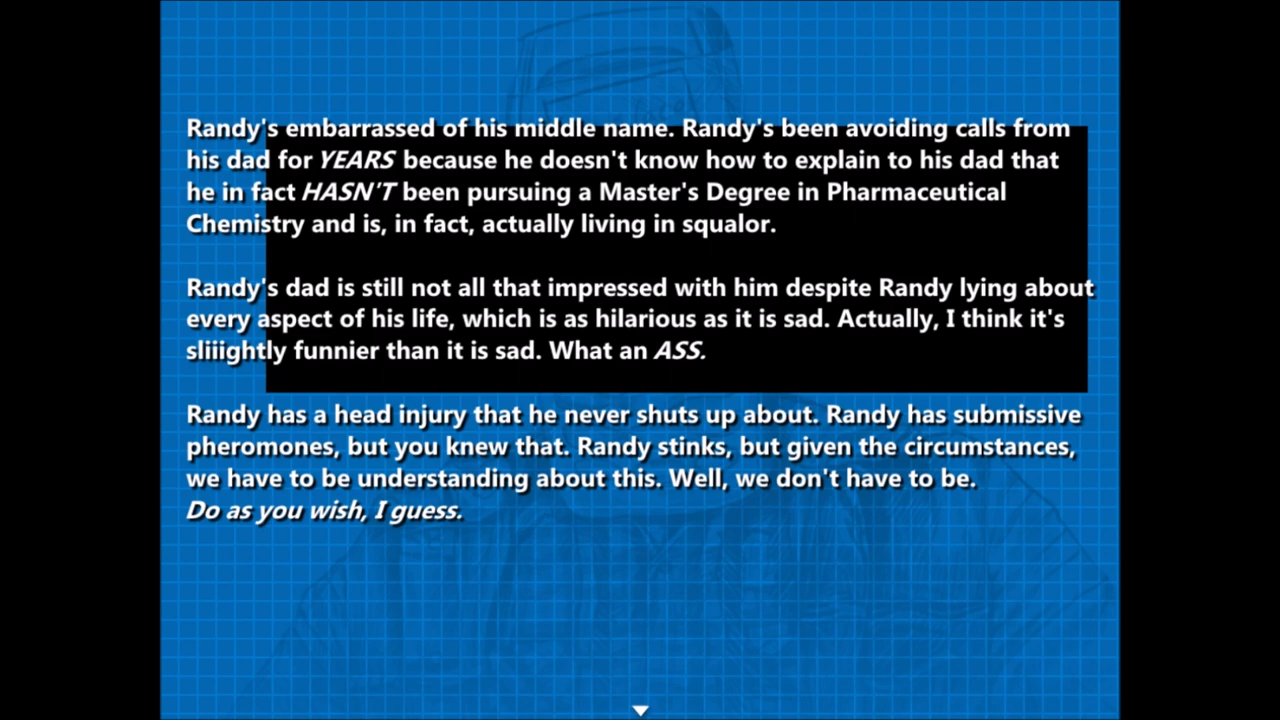 Randy's embarrassed of his middle name. Randy's been avoiding calls from
his dad for YEARS because he doesn't know how to explain to his dad that
he in fact HASN'T been pursuing a Master's Degree in Pharmaceutical
Chemistry and is, in fact, actually living in squalor.
Randy's dad is still not all that impressed with him despite Randy lying about
every aspect of his life, which is as hilarious as it is sad. Actually, I think it's
sliiightly funnier than it is sad. What an ASS.
Randy has a head injury that he never shuts up about. Randy has submissive
pheromones, but you knew that. Randy stinks, but given the circumstances,
we have to be understanding about this. Well, we don't have to be.
Do as you wish, I guess.